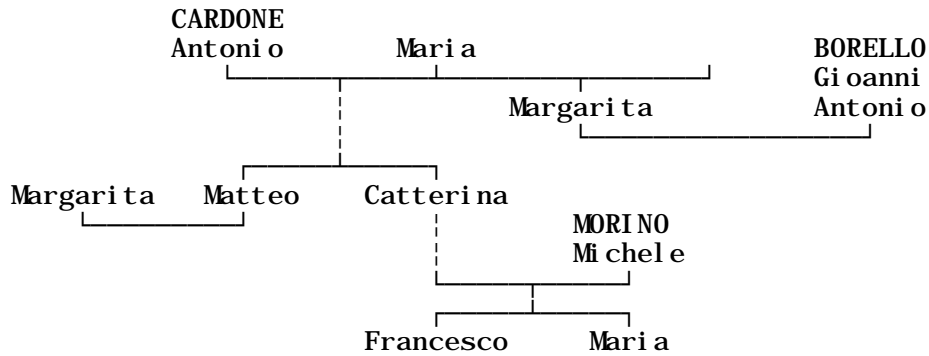 CARDONE
Antonio Maria BORELLO
Gioanni
Margarita Antonio
Margarita Matteo Catterina
MORINO
Michele
Francesco Maria